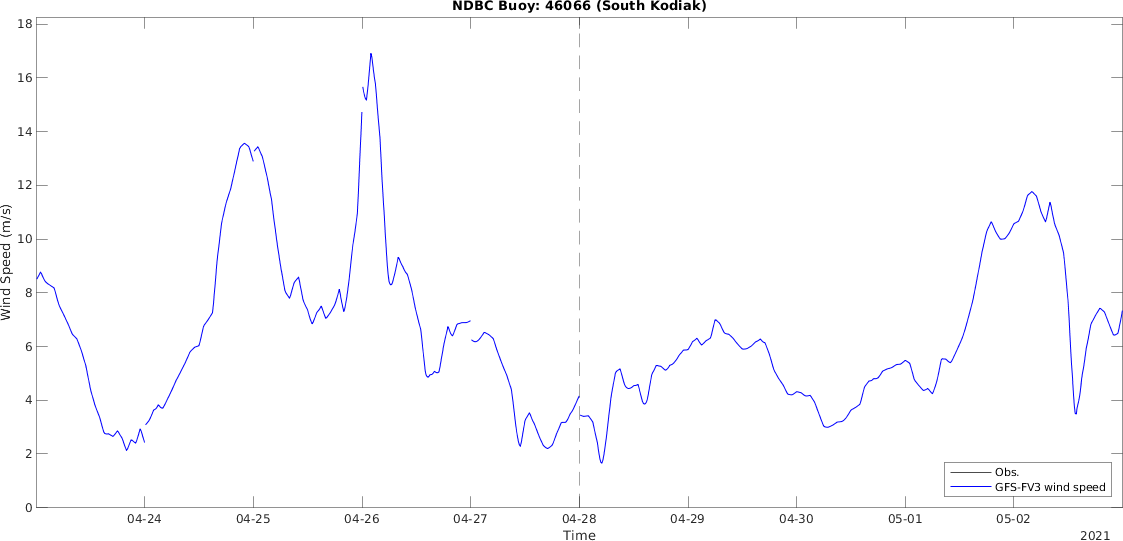 NDBC Buoy: 46066 (South Kodiak)
18
16
14
12
10
8
6
4
2
0
Wind Speed (m/s)
04-24 04-25 04-26 04-27 04-28 04-29 04-30 05-01 05-02
Time
2021
Obs.
GFS-FV3 wind speed